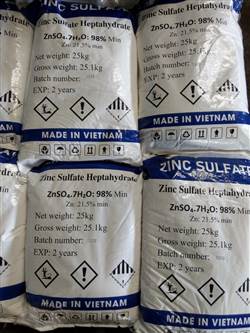 Zinc Sulfate Heptahydrate
ZnSO₄.7H₂O: 98% Min
Zn: 21.5% min
Net weight: 25kg
Gross weight: 25.1kg
Batch number:
EXP: 2 years
MADE IN VIETNAM
Zinc Sulfate Heptahydrate
ZnSO₄.7H₂O: 98% Min
Zn: 21.5% min
Net weight: 25kg
Gross weight: 25.1kg
Batch number:
EXP: 2 years
MADE IN VIETNAM
ZINC SULFATE
Zinc Sulfate Heptahydrate
ZnSO₄.7H₂O: 98% Min
Zn: 21.5% min
Net weight: 25kg
Gross weight: 25.1kg
Batch number:
EXP: 2 years
MADE IN VIETNAM
ZINC SULFAT
Zinc Sulfate Heptahydrat
ZnSO₄.7H₂O: 98% Min
Zn: 21.5% min
Net weight: 25kg
Gross weight: 25.1kg
Batch number:
EXP: 2 years
MADE IN VIETNAM